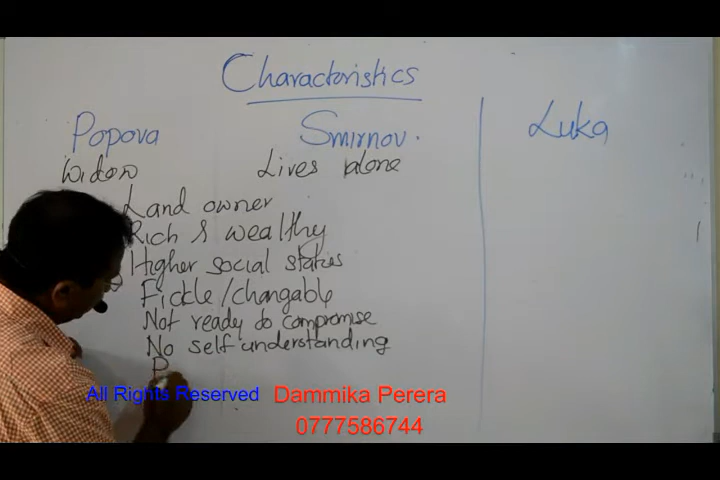 Characteristics
Popova Smirnov. Luka
Widow Lives alone
Land owner
Rich & wealthy
Higher social status
Fickle/changable
Not ready to compromise
No self understanding
P
All Rights Reserved Dammika Perera
0777586744